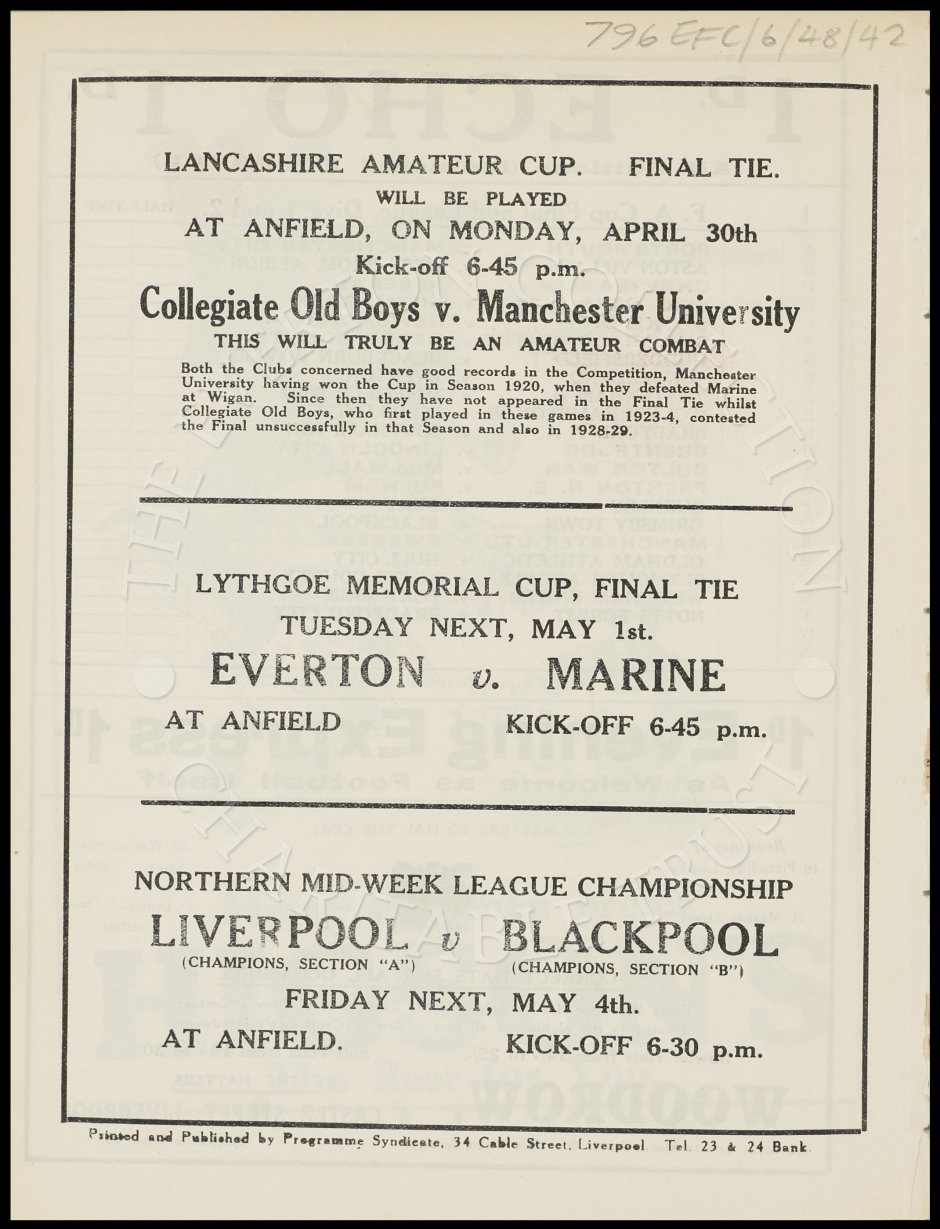 796 EFC/6/48/42
LANCASHIRE AMATEUR CUP. FINAL TIE.
WILL BE PLAYED
AT ANFIELD, ON MONDAY, APRIL 30th
Kick-off 6-45 p.m.
Collegiate Old Boys v. Manchester University
THIS WILL TRULY BE AN AMATEUR COMBAT
Both the Clubs concerned have good records in the Competition, Manchester
University having won the Cup in Season 1920, when they defeated Marine
at Wigan. Since then they have not appeared in the Final Tie whilst
Collegiate Old Boys, who first played in these games in 1923-4, contested
the Final unsuccessfully in that Season and also in 1928-29.
LYTHGOE MEMORIAL CUP, FINAL TIE
TUESDAY NEXT, MAY 1st.
EVERTON v. MARINE
AT ANFIELD KICK-OFF 6-45 p.m.
NORTHERN MID-WEEK LEAGUE CHAMPIONSHIP
LIVERPOOL v BLACKPOOL
(CHAMPIONS, SECTION "A") (CHAMPIONS, SECTION "B")
FRIDAY NEXT, MAY 4th.
AT ANFIELD. KICK-OFF 6-30 p.m.
Printed and Published by Programme Syndicate, 34 Cable Street, Liverpool. Tel. 23 & 24 Bank.
THE EVERTON COLLECTION
CHARITABLE TRUST